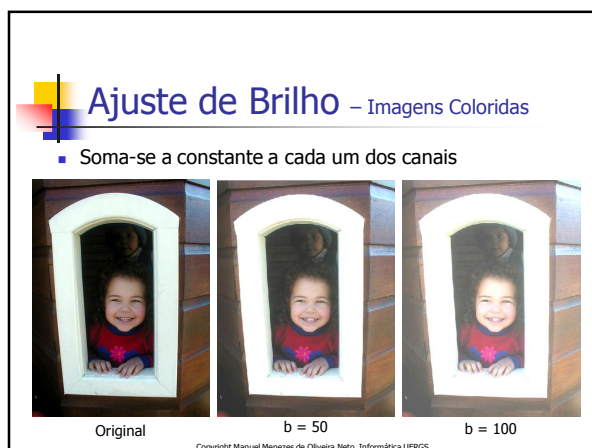 Ajuste de Brilho – Imagens Coloridas
Soma-se a constante a cada um dos canais
Original
b = 50
b = 100
Copyright Manuel Menezes de Oliveira Neto, Informática UFRGS